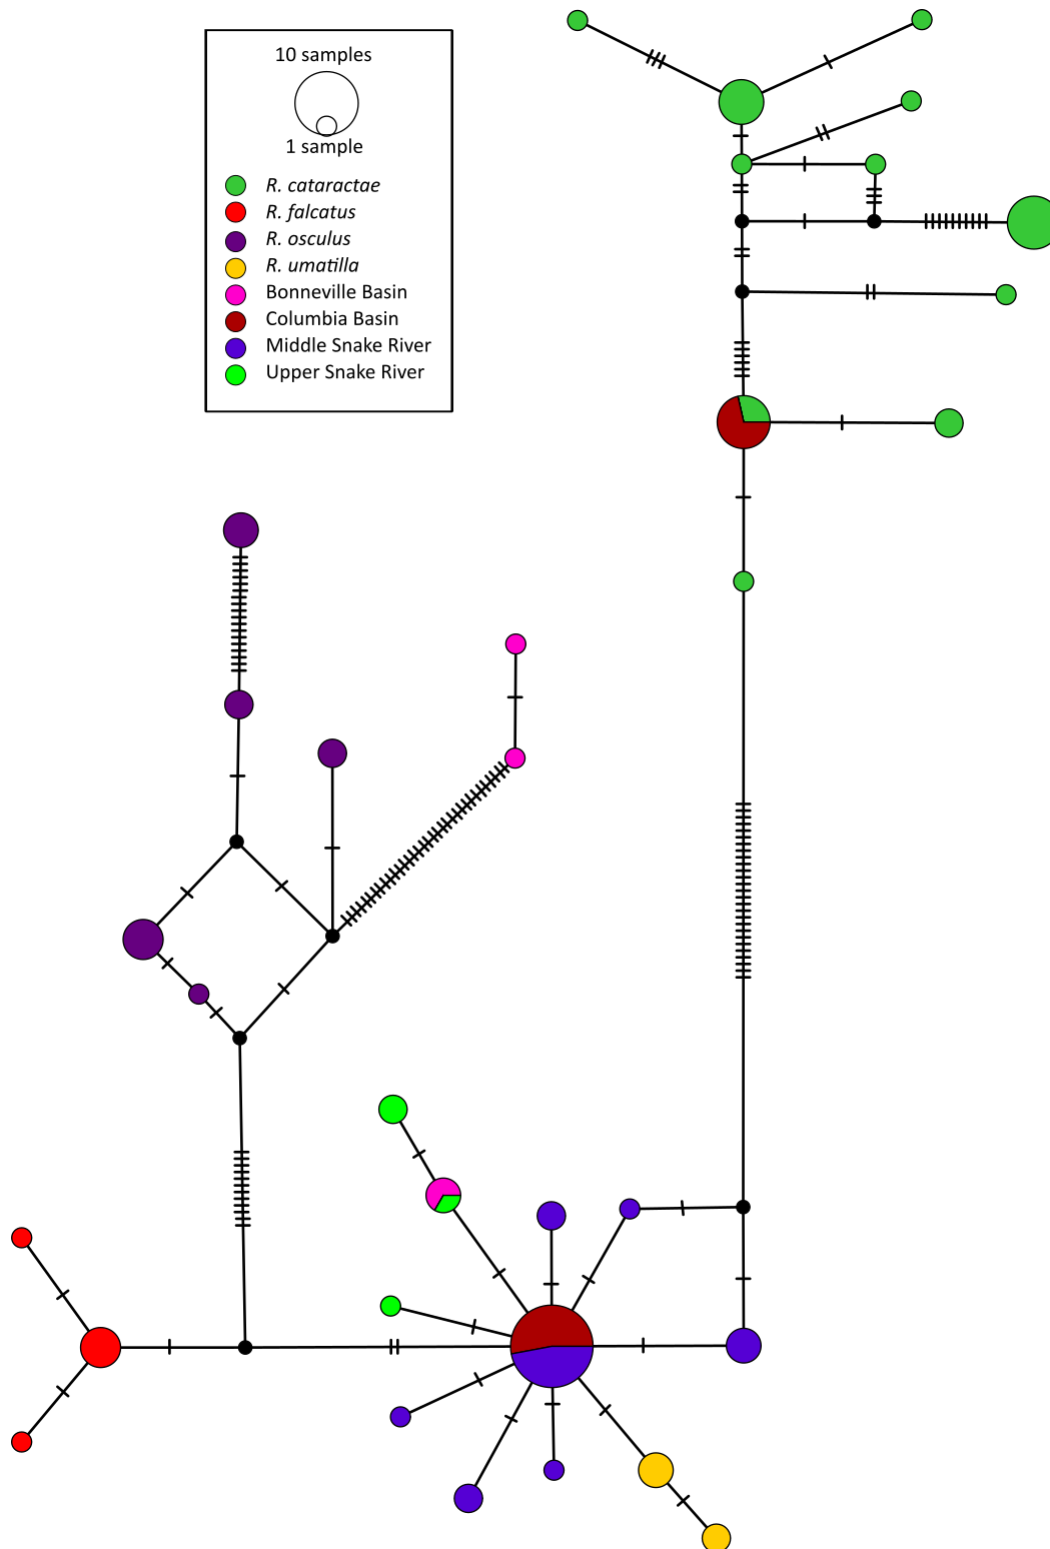 10 samples
1 sample
R. cataractae
R. falcatus
R. osculus
R. umatilla
Bonneville Basin
Columbia Basin
Middle Snake River
Upper Snake River